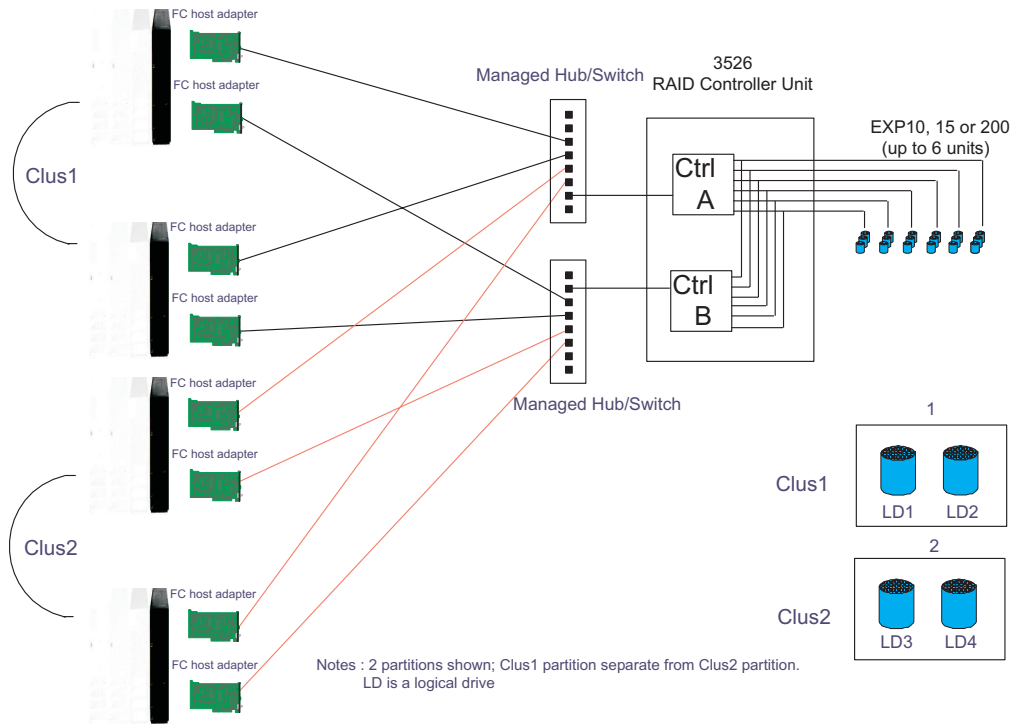 FC host adapter
FC host adapter
Clus1
FC host adapter
FC host adapter
FC host adapter
FC host adapter
Clus2
FC host adapter
FC host adapter
Managed Hub/Switch
3526
RAID Controller Unit
Ctrl
A
Ctrl
B
Managed Hub/Switch
EXP10, 15 or 200
(up to 6 units)
1
Clus1
LD1 LD2
2
Clus2
LD3 LD4
Notes : 2 partitions shown; Clus1 partition separate from Clus2 partition.
LD is a logical drive